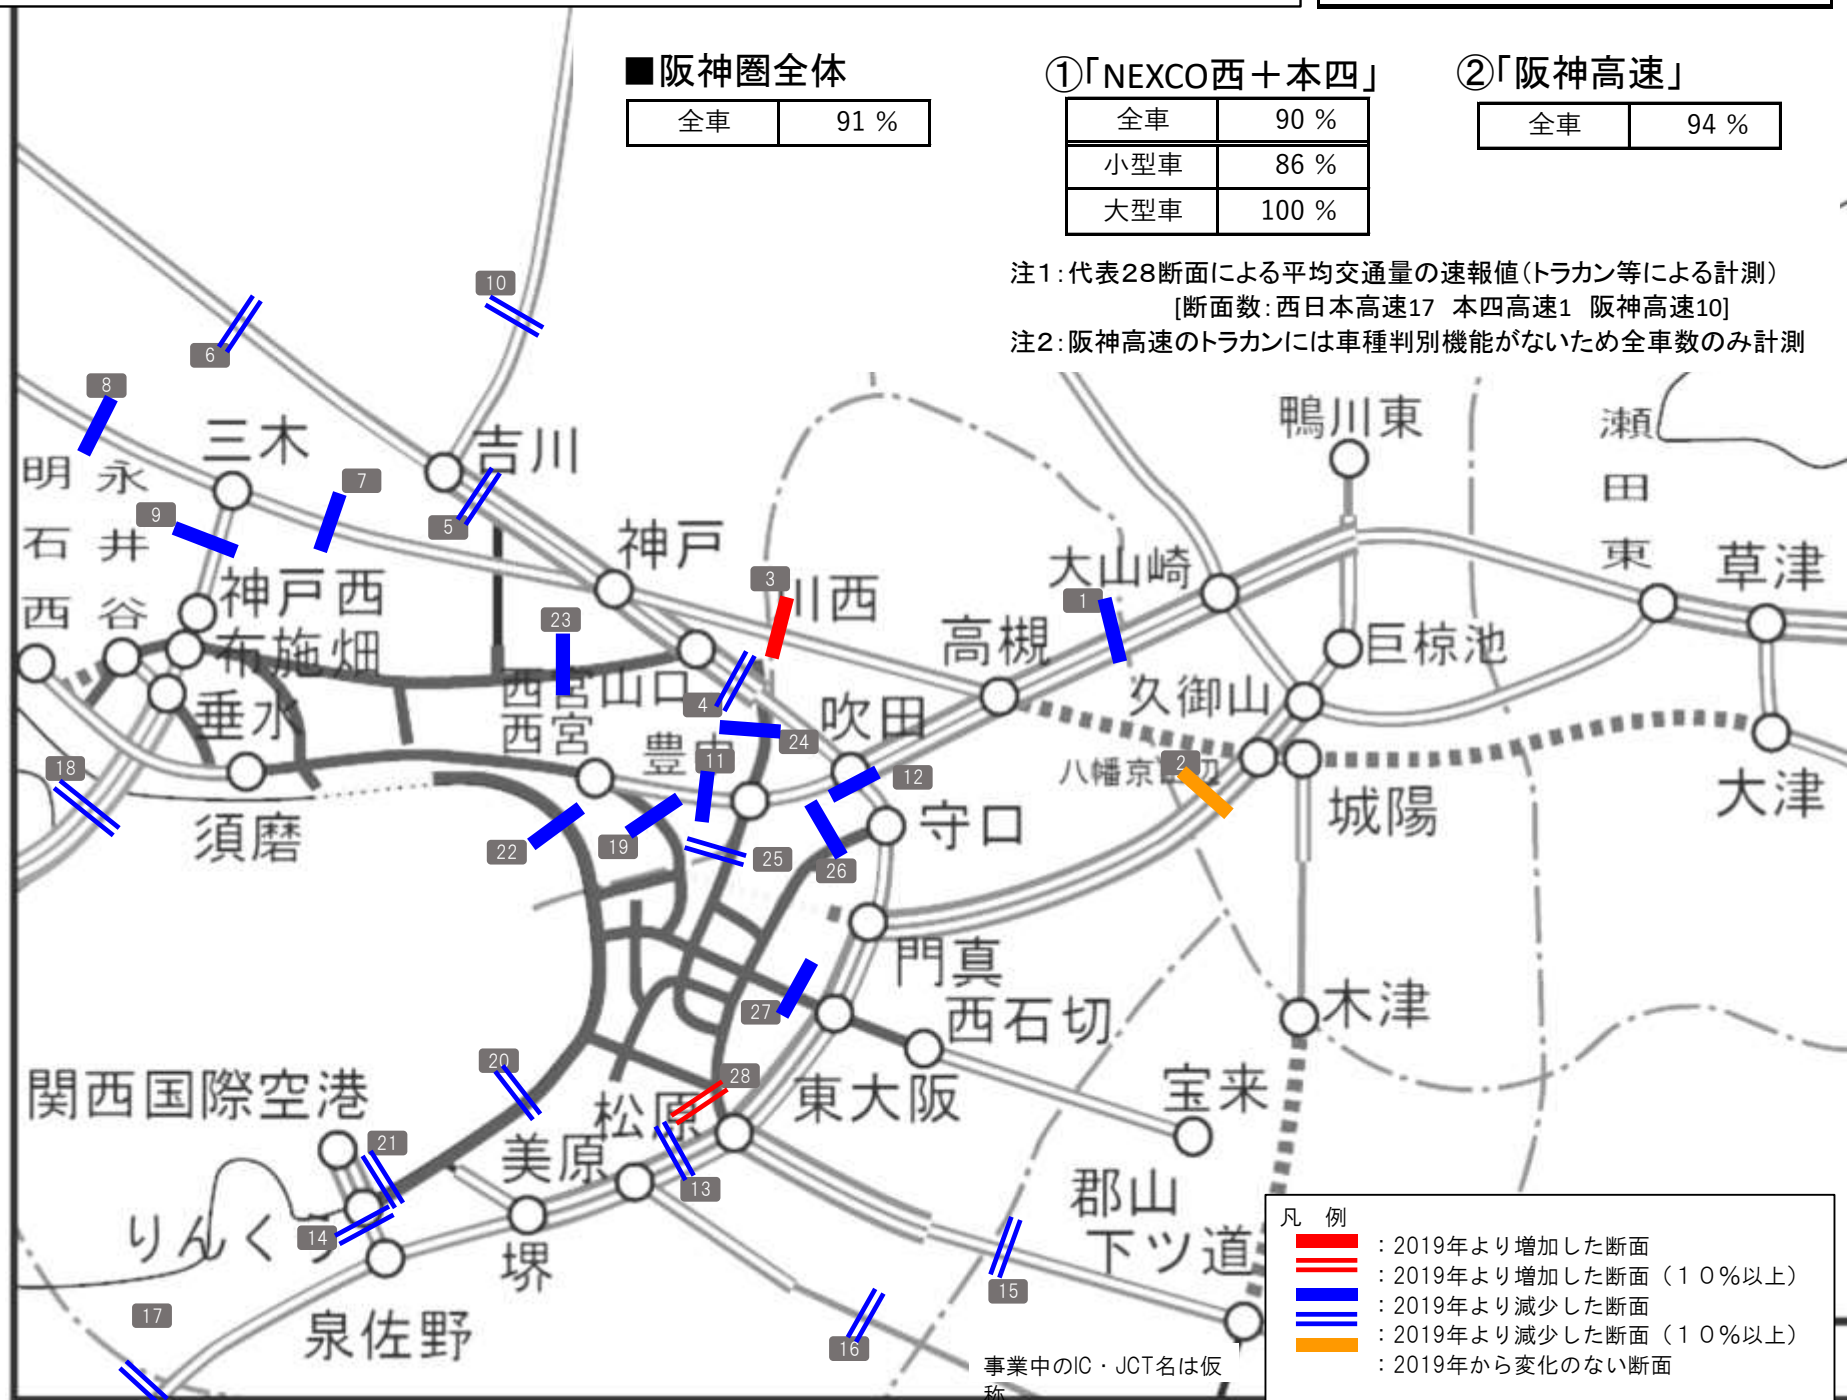 ■阪神圏全体
全車 91 %
①「NEXCO西＋本四」
全車 90 %
小型車 86 %
大型車 100 %
②「阪神高速」
全車 94 %
注１：代表２８断面による平均交通量の速報値（トラカン等による計測）
[断面数：西日本高速17 本四高速1 阪神高速10]
注２：阪神高速のトラカンには車種判別機能がないため全車数のみ計測
10
6
8
三木
吉川
鴨川東
瀬田東
明石西
永井谷
7
9
5
神戸
大山崎
草津
3
川西
1
神戸西
布施畑
23
高槻
巨椋池
西宮山口
西宮
4
久御山
垂水
吹田
豊中
24
11
12
2
18
城陽
大津
須磨
22
19
25
26
守口
門真
27
西石切
木津
関西国際空港
20
28
松原
東大阪
宝来
21
美原
13
郡山下ツ道
14
りんくう
堺
15
17
泉佐野
16
事業中のIC・JCT名は仮
称
凡 例
：2019年より増加した断面
：2019年より増加した断面（１０％以上）
：2019年より減少した断面
：2019年より減少した断面（１０％以上）
：2019年から変化のない断面